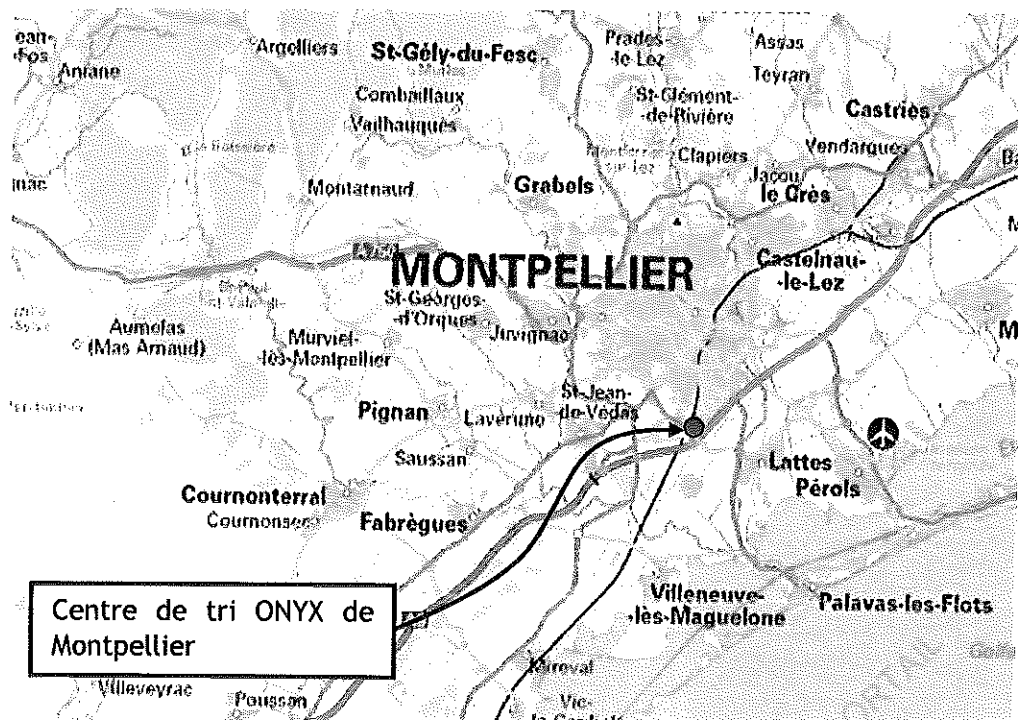 Argelliers
St-Gély-du-Fesc
Prades
-le-Lez
Assas
Teyran
Aniane
Combaillaux
St-Clément-
-de-Rivière
Castries
Vailhauquès
Clapiers
Vendargues
Jacou
le Crès
Montarnaud
Grabels
MONTPELLIER
Castelnau-
-le-Lez
St-Georges-
-d'Orques
Juvignac
Aumelas
(Mas Arnaud)
Murviel-
-lès-Montpellier
St-Jean-
-de-Védas
Pignan
Lavérune
Saussan
Lattes
Pérols
Cournonterral
Cournonsec
Fabrègues
Centre de tri ONYX de
Montpellier
Villeneuve-
-lès-Maguelone
Palavas-les-Flots
Mireval
Villeveyrac
Poussan
Vic-